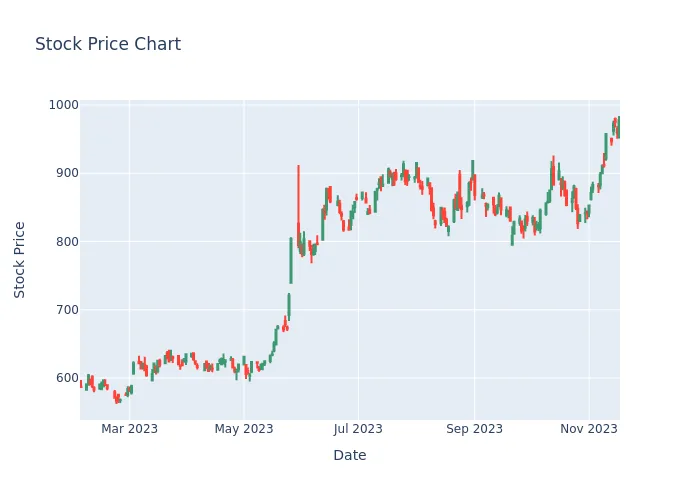 Stock Price Chart
1000
900
800
700
600
Stock Price
Mar 2023
May 2023
Jul 2023
Sep 2023
Nov 2023
Date